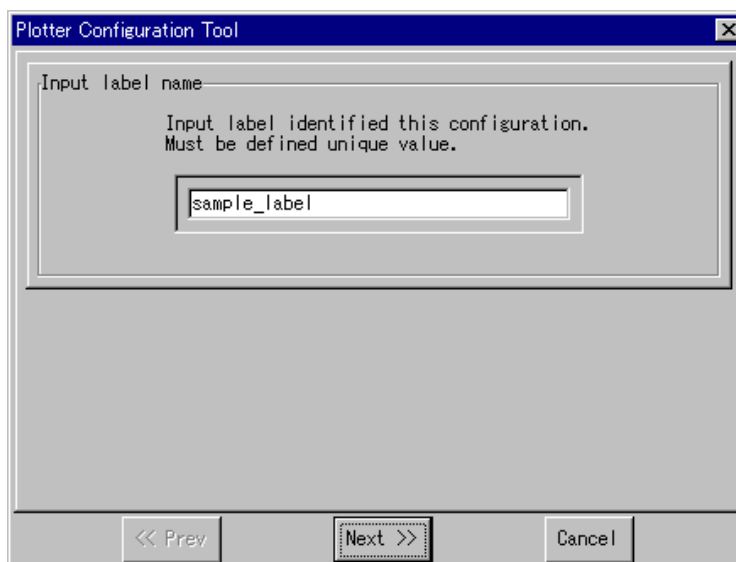 Plotter Configuration Tool
Input label name
Input label identified this configuration.
Must be defined unique value.
sample_label
<< Prev
Next >>
Cancel